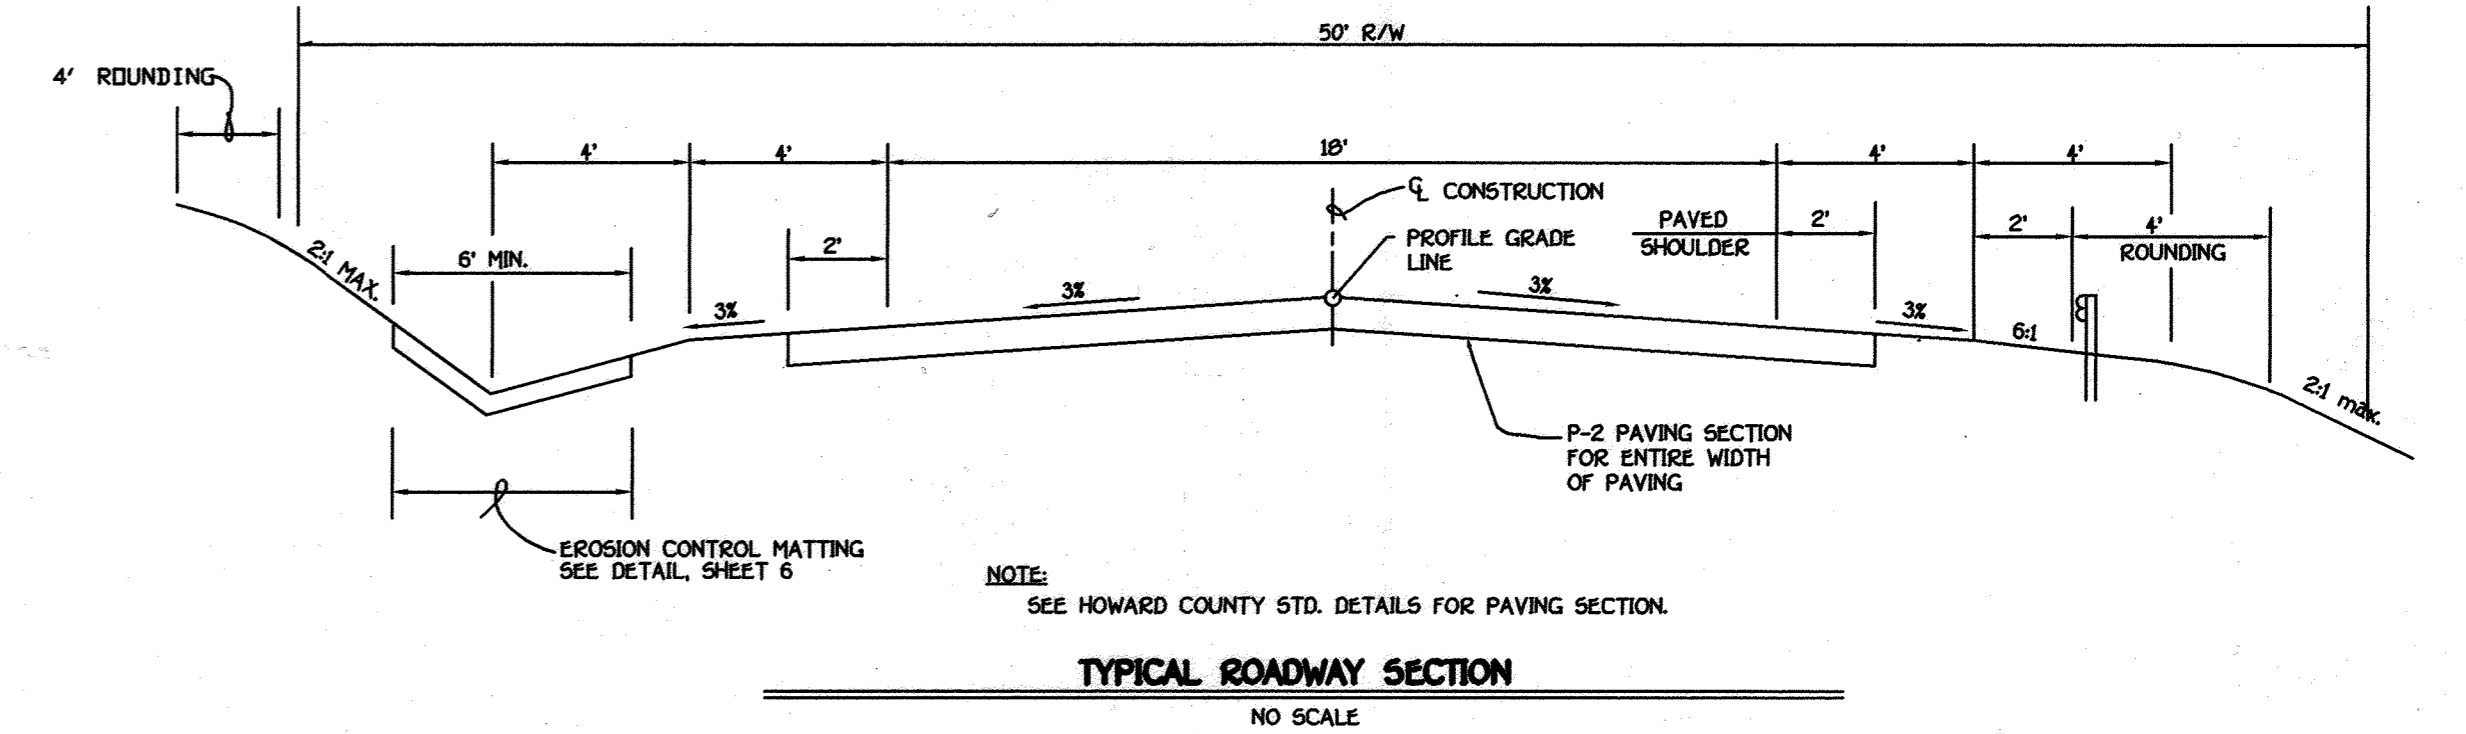 50' R/W
4' ROUNDING
4'
4'
18'
4'
4'
℄ CONSTRUCTION
PAVED
SHOULDER
2'
2'
4'
ROUNDING
PROFILE GRADE
LINE
2'
6' MIN.
2:1 MAX.
3%
3%
3%
3%
6:1
2:1 max.
P-2 PAVING SECTION
FOR ENTIRE WIDTH
OF PAVING
EROSION CONTROL MATTING
SEE DETAIL, SHEET 6
NOTE:
SEE HOWARD COUNTY STD. DETAILS FOR PAVING SECTION.
TYPICAL ROADWAY SECTION
NO SCALE